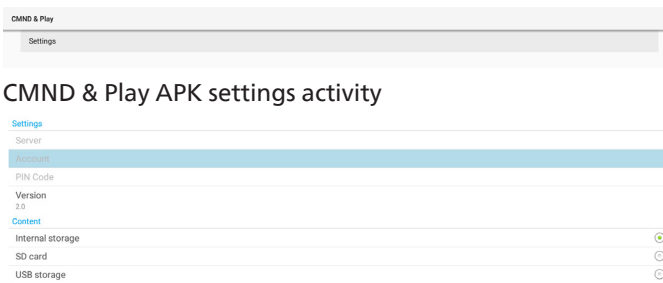 CMND & Play
Settings
CMND & Play APK settings activity
Settings
Server
Account
PIN Code
Version
2.0
Content
Internal storage
SD card
USB storage